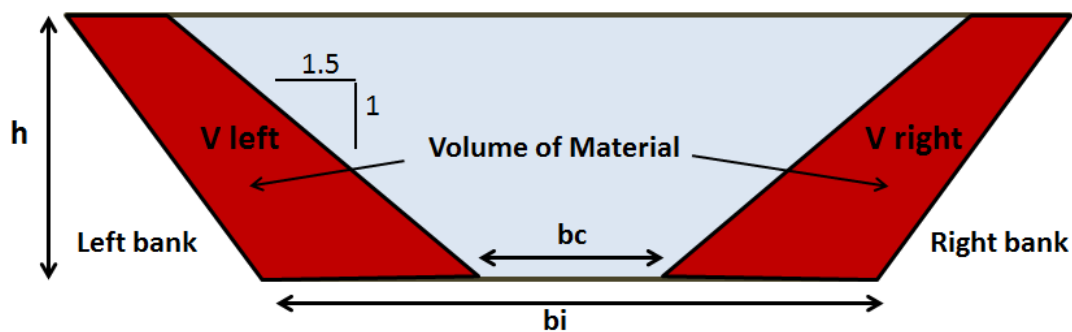 1.5
1
h
V left
V right
Volume of Material
Left bank
bc
Right bank
bi